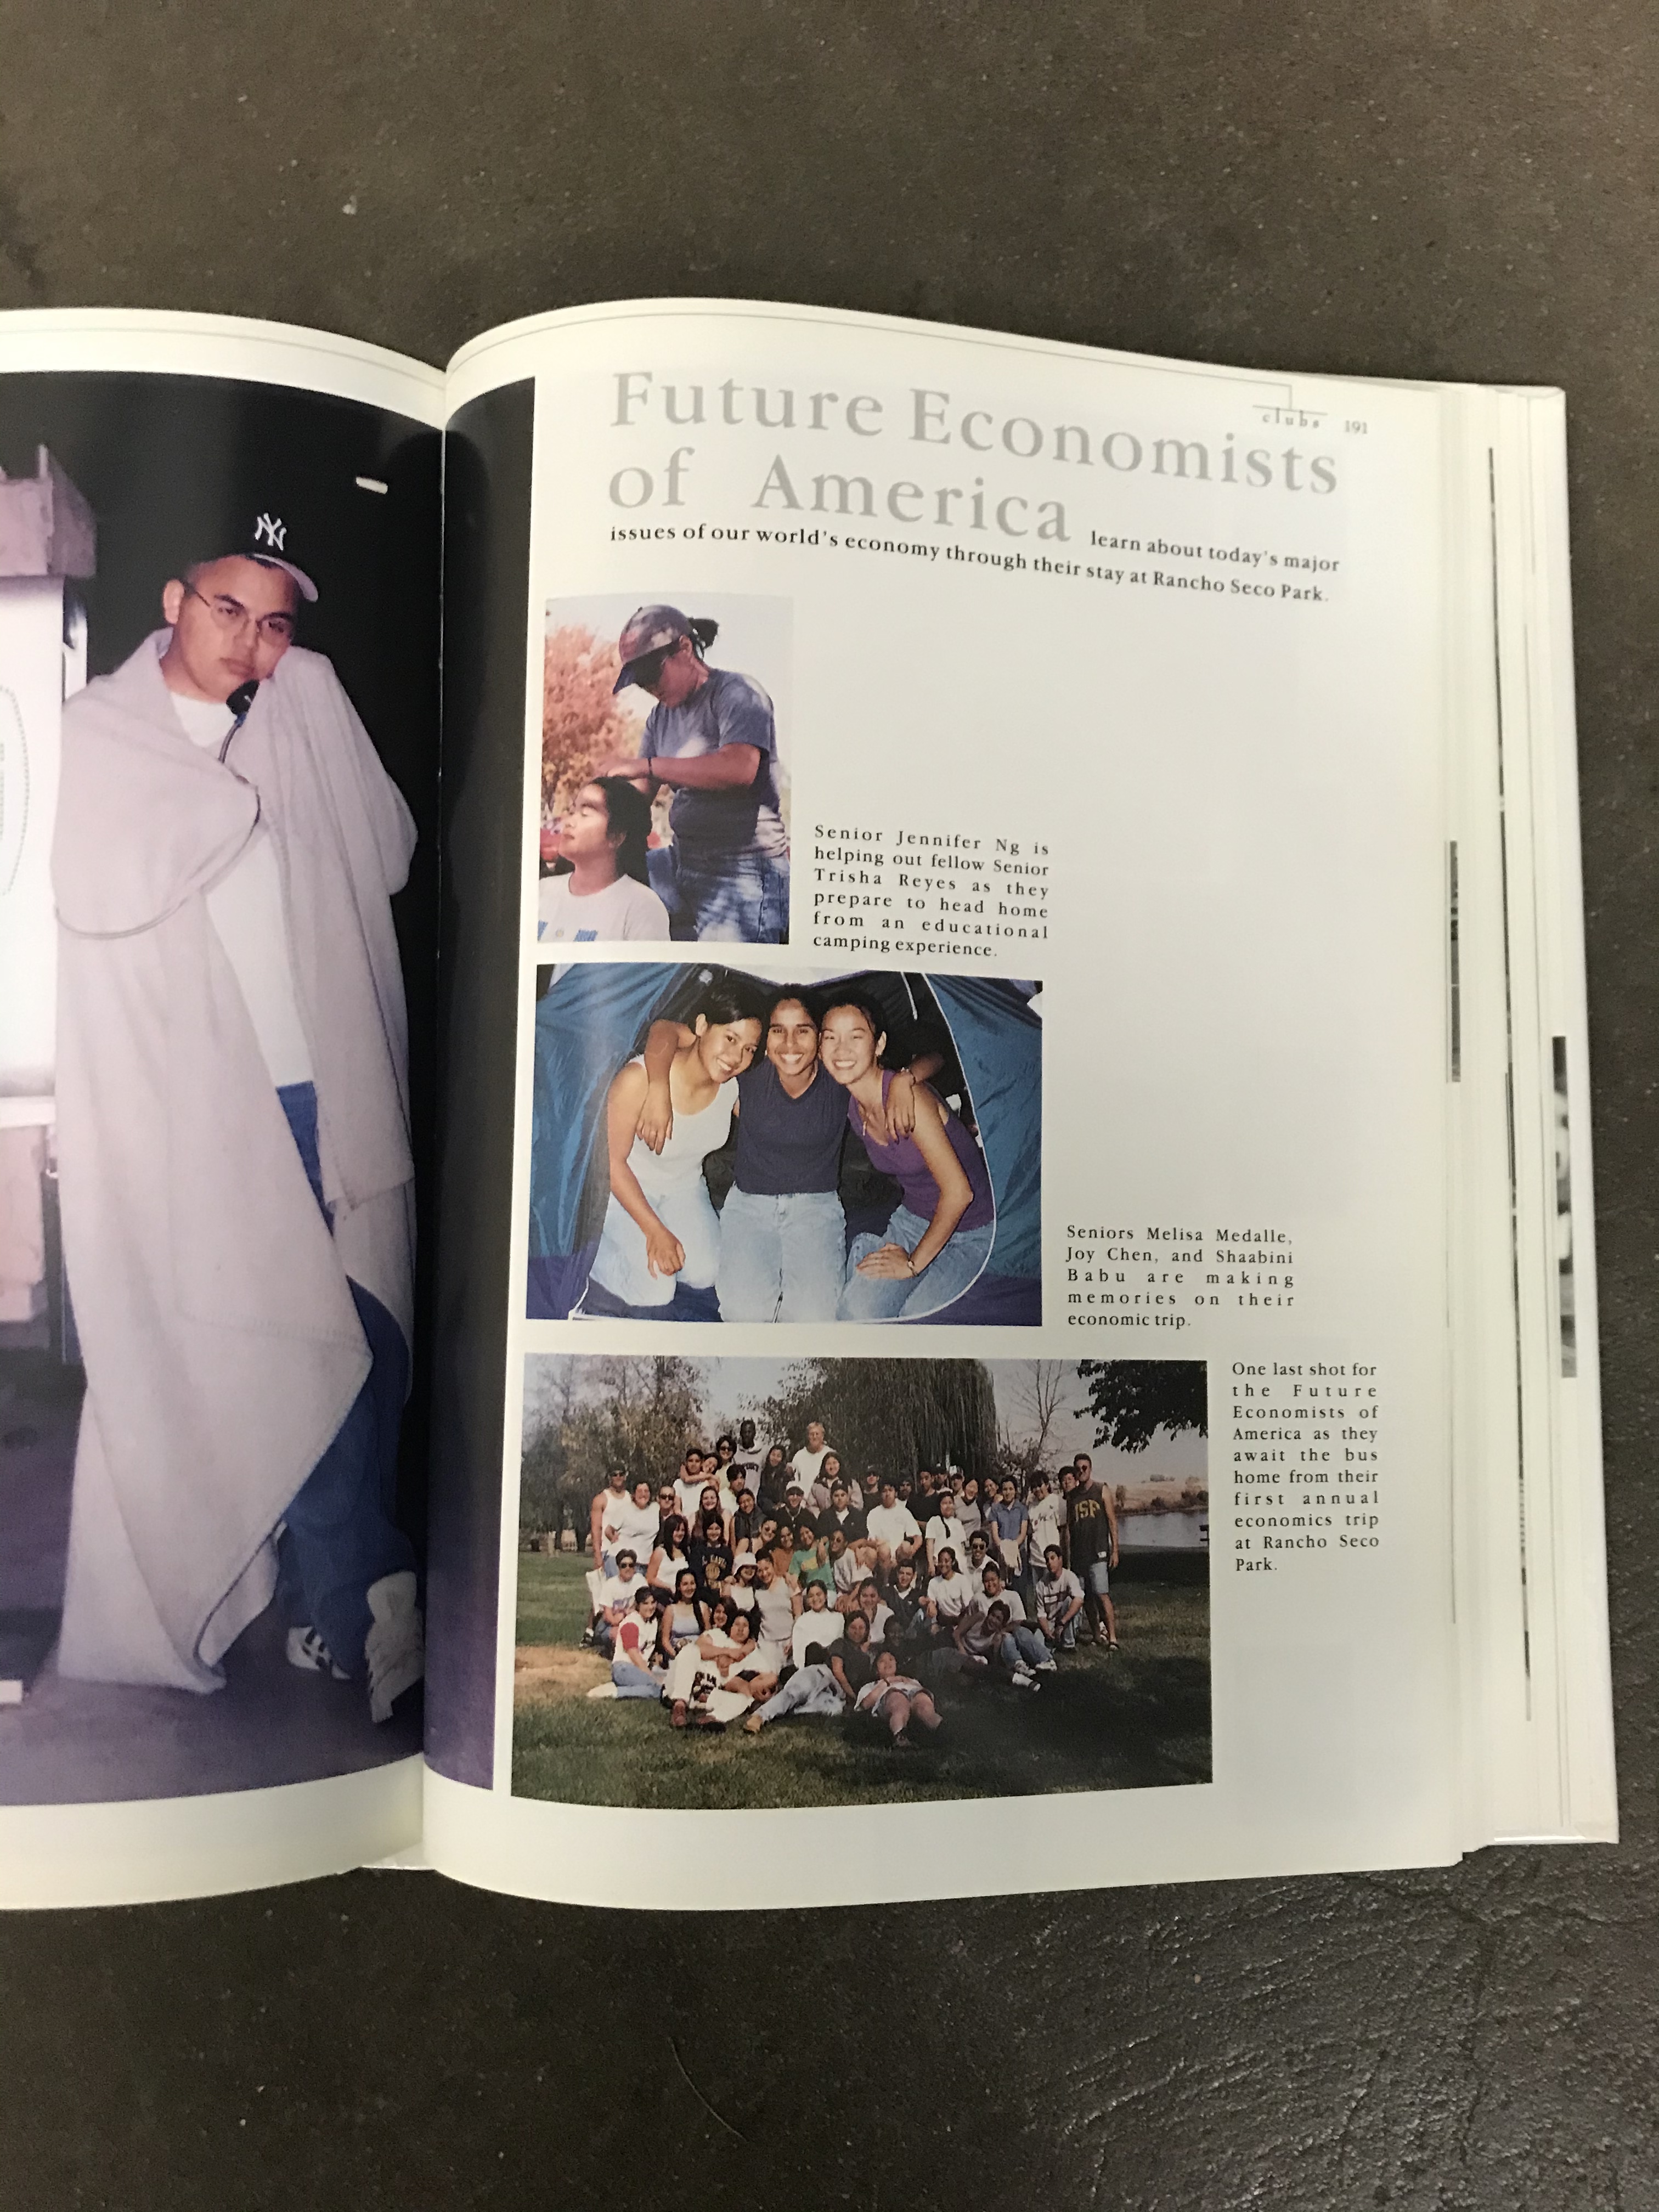 clubs 191
Future Economists
of America learn about today's major
issues of our world's economy through their stay at Rancho Seco Park.
NY
Senior Jennifer Ng is
helping out fellow Senior
Trisha Reyes as they
prepare to head home
from an educational
camping experience.
Seniors Melisa Medalle,
Joy Chen, and Shaabini
Babu are making
memories on their
economic trip.
One last shot for
the Future
Economists of
America as they
await the bus
home from their
first annual
economics trip
at Rancho Seco
Park.